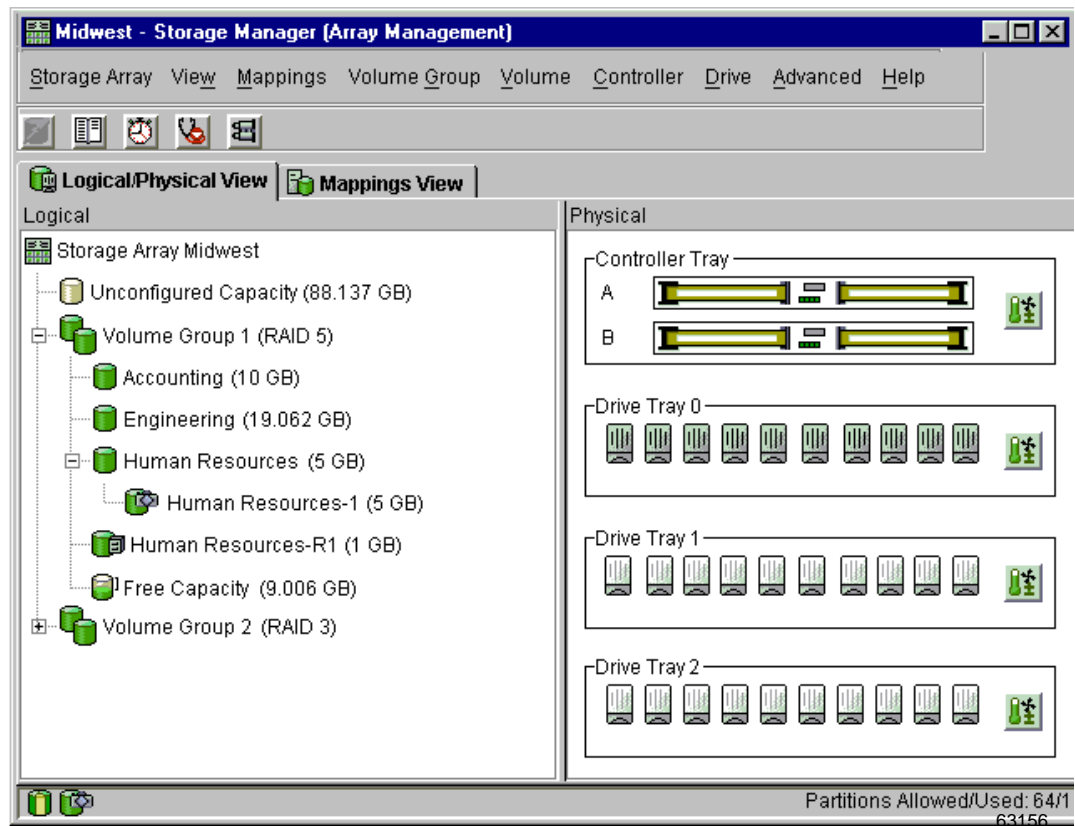 Midwest - Storage Manager (Array Management)
Storage Array View Mappings Volume Group Volume Controller Drive Advanced Help
Logical/Physical View Mappings View
Logical
Storage Array Midwest
Unconfigured Capacity (88.137 GB)
Volume Group 1 (RAID 5)
Accounting (10 GB)
Engineering (19.062 GB)
Human Resources (5 GB)
Human Resources-1 (5 GB)
Human Resources-R1 (1 GB)
Free Capacity (9.006 GB)
Volume Group 2 (RAID 3)
Physical
Controller Tray
A
B
Drive Tray 0
Drive Tray 1
Drive Tray 2
Partitions Allowed/Used: 64/1
63156